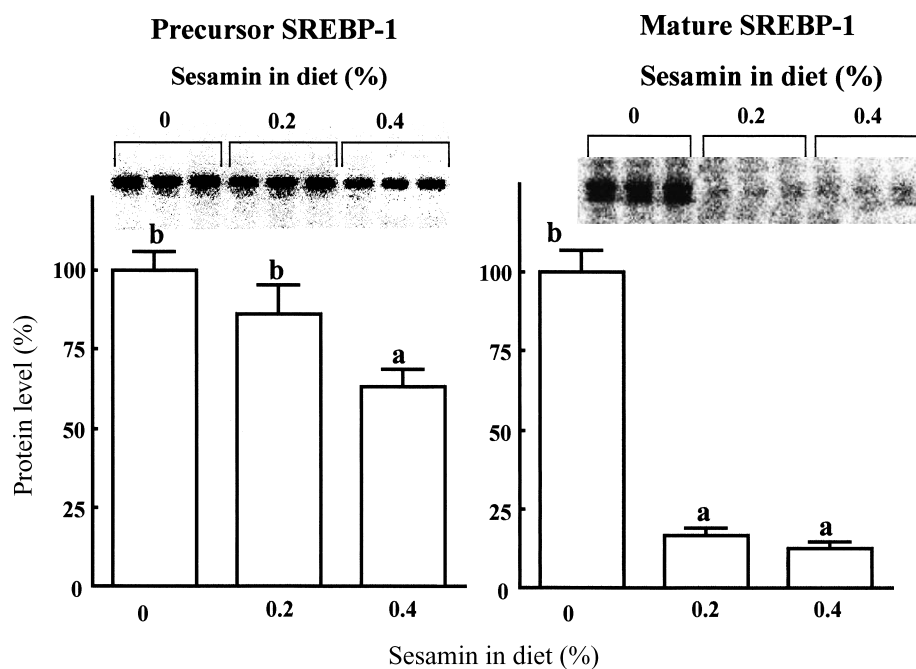 Precursor SREBP-1
Sesamin in diet (%)
0 0.2 0.4
b
b
a
100
75
50
25
0
0 0.2 0.4
Protein level (%)
Mature SREBP-1
Sesamin in diet (%)
0 0.2 0.4
b
a
a
100
75
50
25
0
0 0.2 0.4
Sesamin in diet (%)